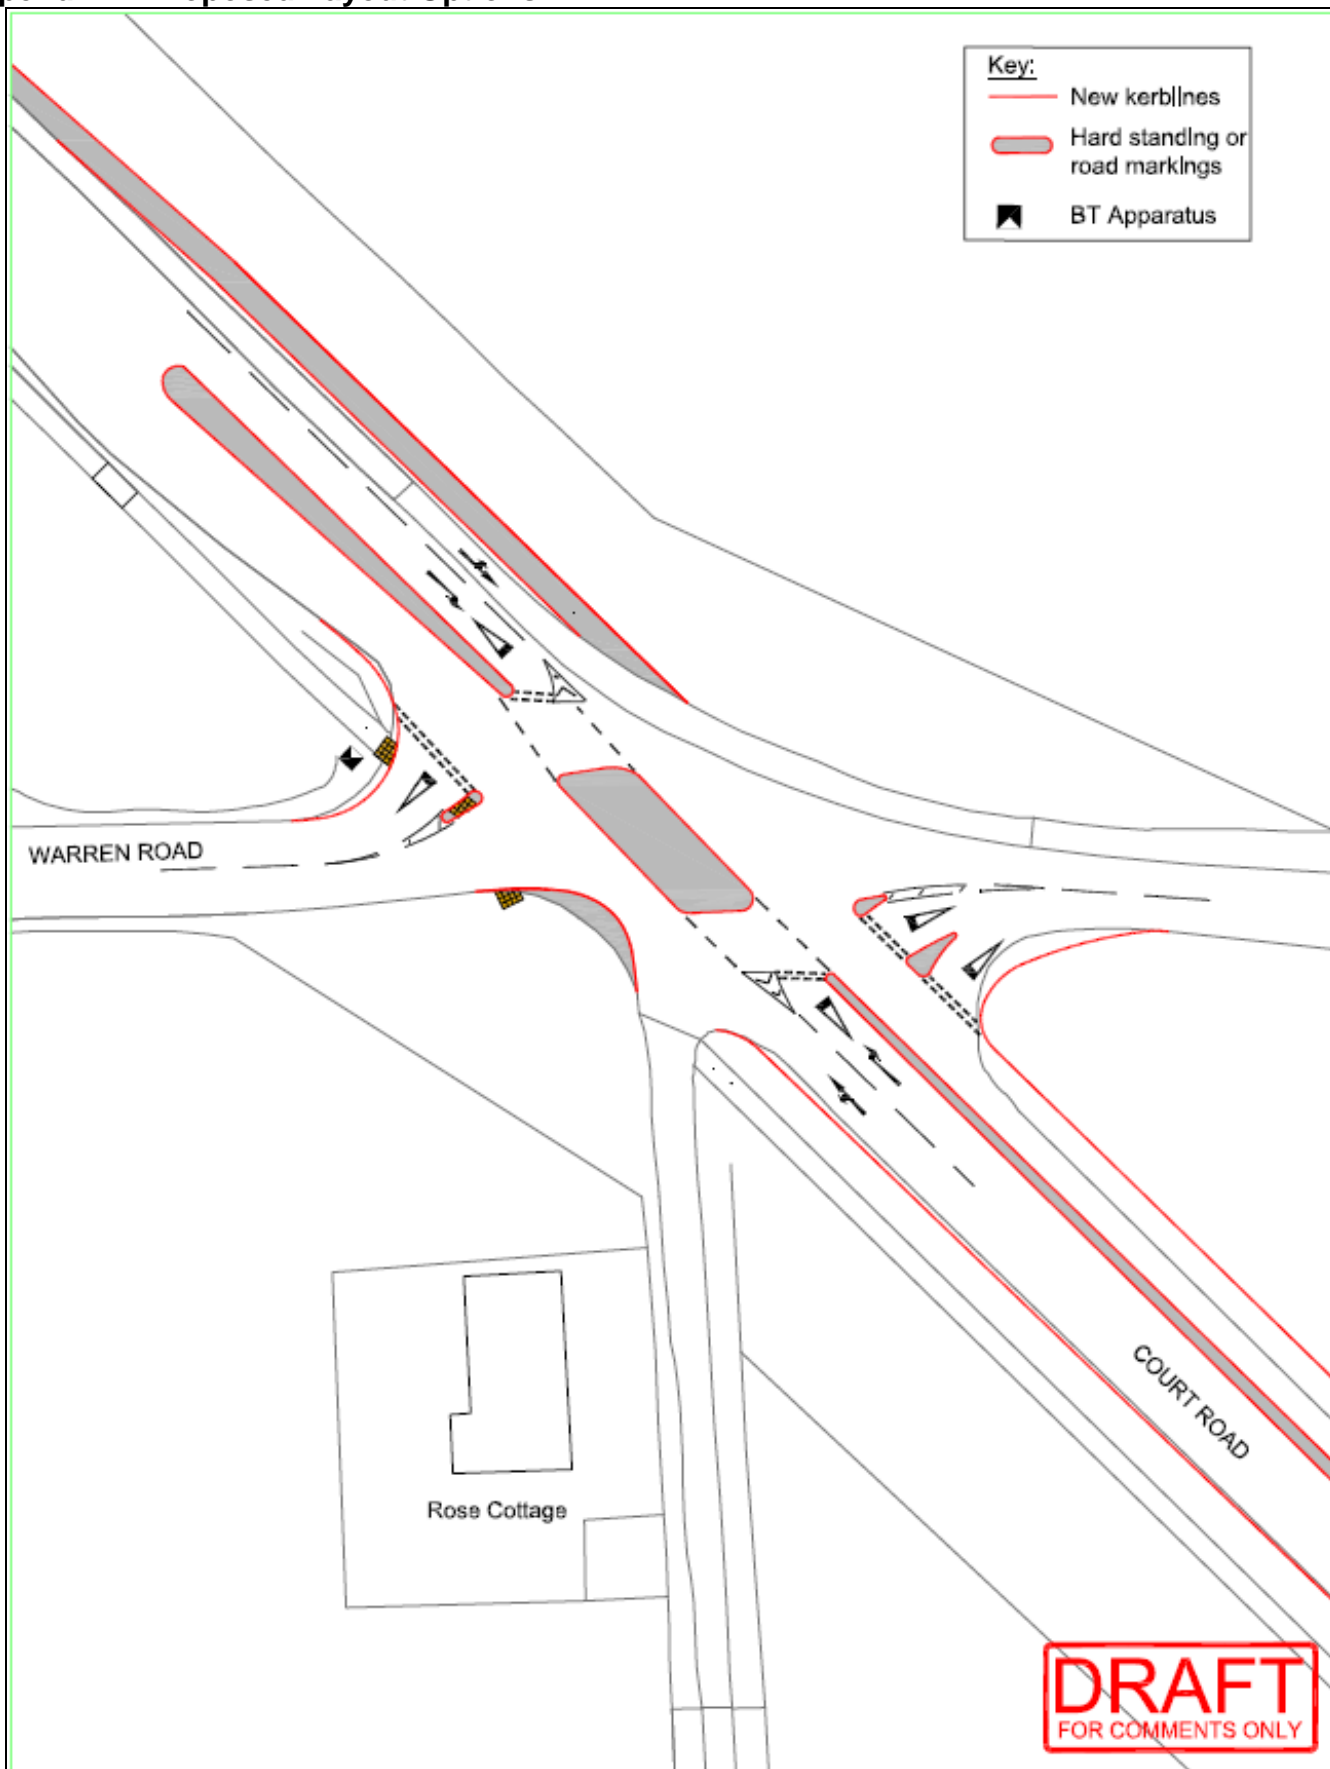 Key:
New kerblines
Hard standing or
road markings
BT Apparatus
WARREN ROAD
COURT ROAD
Rose Cottage
DRAFT
FOR COMMENTS ONLY